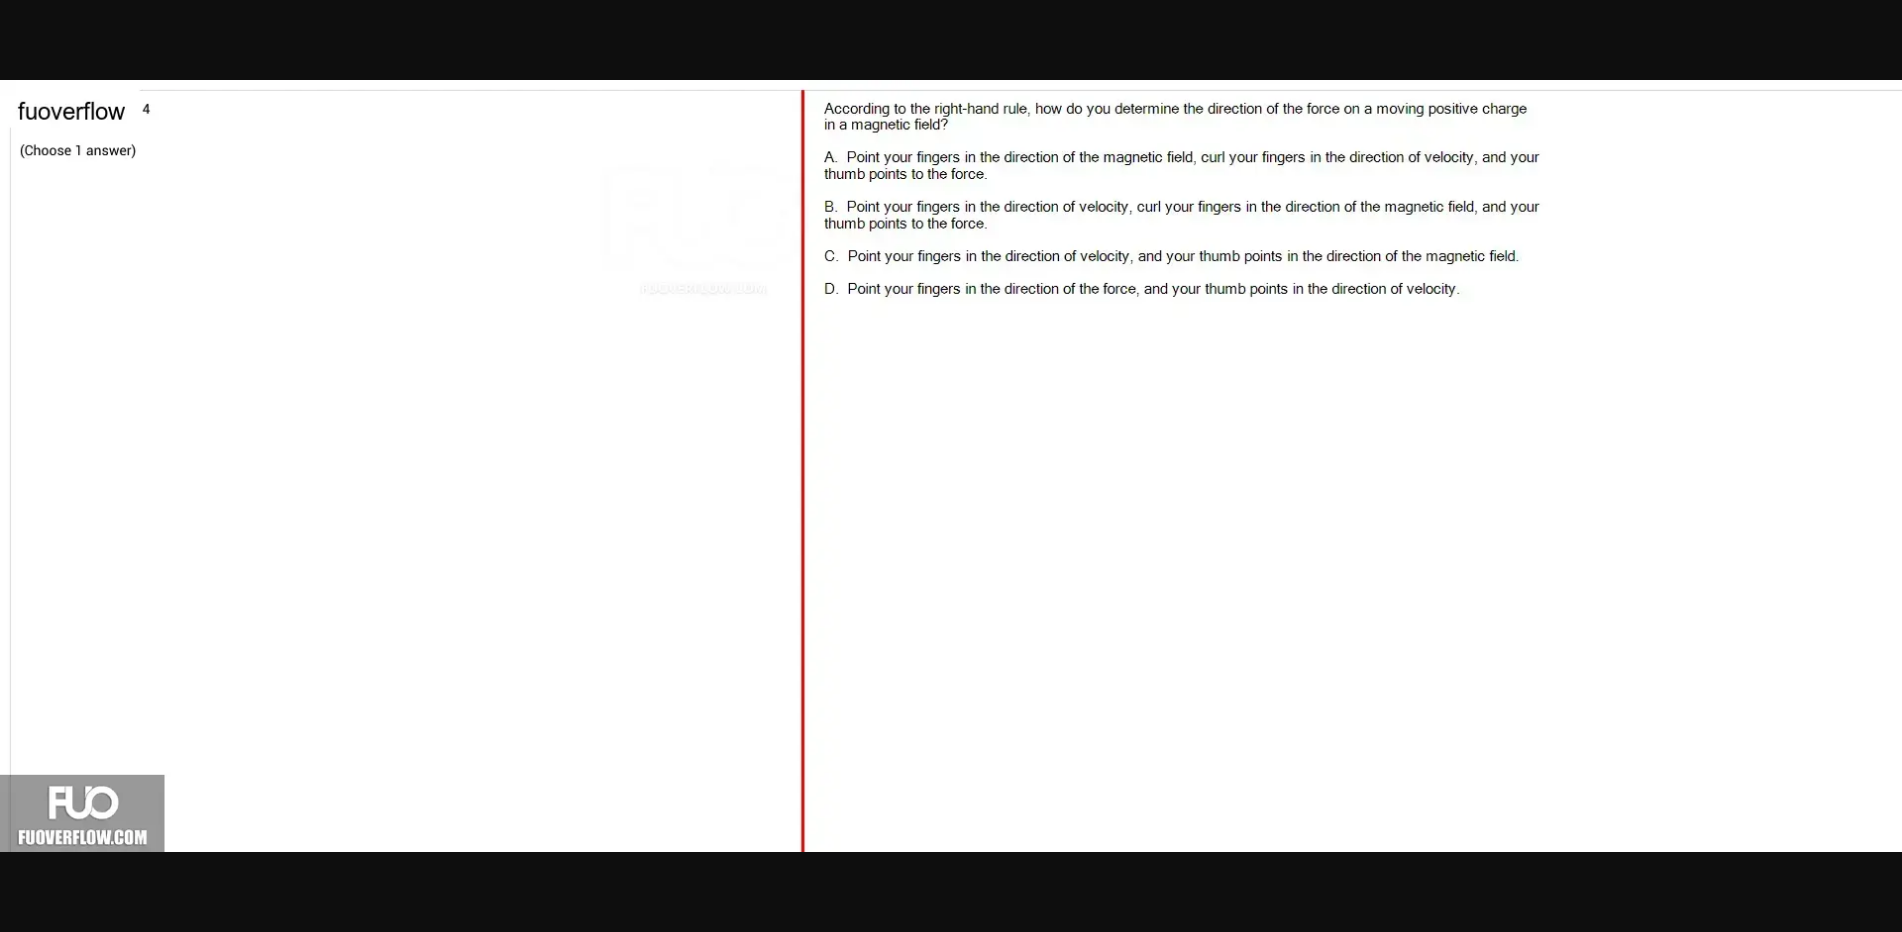 fuoverflow 4
(Choose 1 answer)
According to the right-hand rule, how do you determine the direction of the force on a moving positive charge
in a magnetic field?
A. Point your fingers in the direction of the magnetic field, curl your fingers in the direction of velocity, and your
thumb points to the force.
B. Point your fingers in the direction of velocity, curl your fingers in the direction of the magnetic field, and your
thumb points to the force.
C. Point your fingers in the direction of velocity, and your thumb points in the direction of the magnetic field.
D. Point your fingers in the direction of the force, and your thumb points in the direction of velocity.
FUO
FUOVERFLOW.COM
FUO
FUOVERFLOW.COM